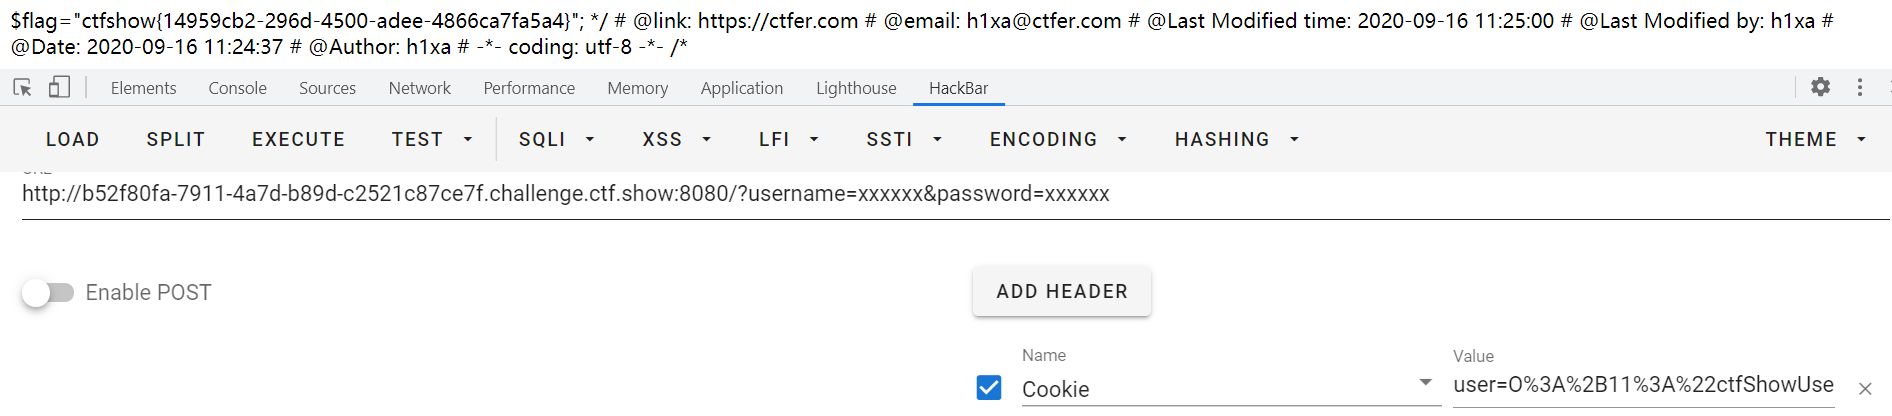 $flag="ctfshow{14959cb2-296d-4500-adee-4866ca7fa5a4}"; */ # @link: https://ctfer.com # @email: h1xa@ctfer.com # @Last Modified time: 2020-09-16 11:25:00 # @Last Modified by: h1xa #
@Date: 2020-09-16 11:24:37 # @Author: h1xa # -*- coding: utf-8 -*- /*
Elements Console Sources Network Performance Memory Application Lighthouse HackBar
LOAD SPLIT EXECUTE TEST SQLI XSS LFI SSTI ENCODING HASHING THEME
http://b52f80fa-7911-4a7d-b89d-c2521c87ce7f.challenge.ctf.show:8080/?username=xxxxxx&password=xxxxxx
Enable POST ADD HEADER
Name Value
Cookie user=O%3A%2B11%3A%22ctfShowUse